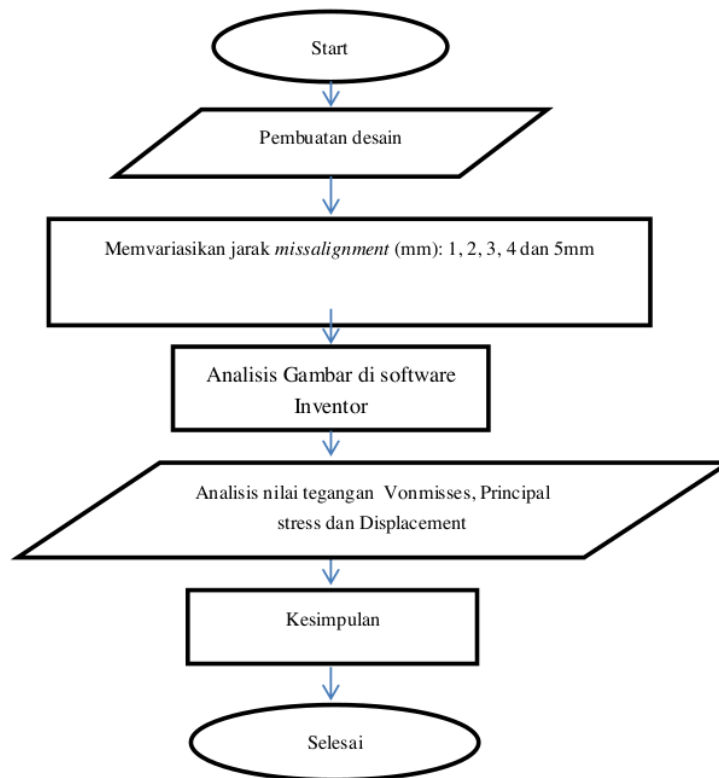 Start
Pembuatan desain
Memvariasikan jarak missalignment (mm): 1, 2, 3, 4 dan 5mm
Analisis Gambar di software
Inventor
Analisis nilai tegangan Vonmisses, Principal
stress dan Displacement
Kesimpulan
Selesai